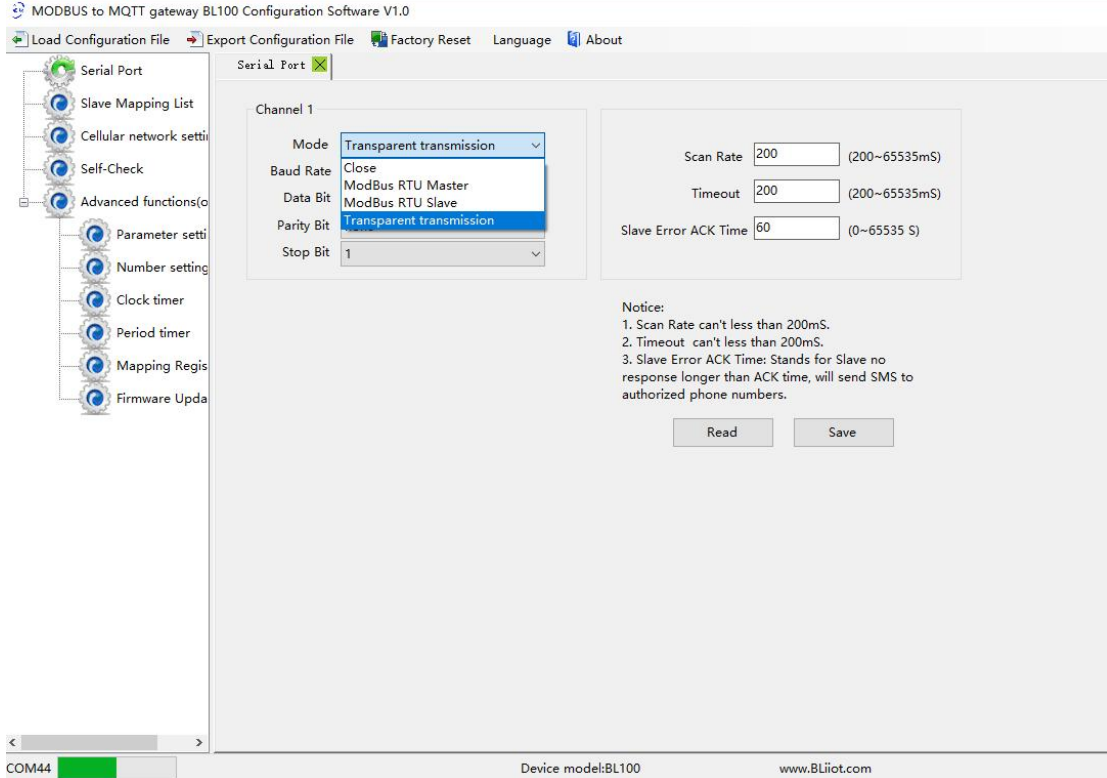 MODBUS to MQTT gateway BL100 Configuration Software V1.0
Load Configuration File Export Configuration File Factory Reset Language About
Serial Port
Slave Mapping List
Cellular network settin
Self-Check
Advanced functions(o
Parameter setti
Number setting
Clock timer
Period timer
Mapping Regis
Firmware Upda
Serial Port
Channel 1
Mode Transparent transmission
Close
ModBus RTU Master
ModBus RTU Slave
Transparent transmission
Baud Rate
Data Bit
Parity Bit
Stop Bit 1
Scan Rate 200 (200~65535mS)
Timeout 200 (200~65535mS)
Slave Error ACK Time 60 (0~65535 S)
Notice:
1. Scan Rate can't less than 200mS.
2. Timeout can't less than 200mS.
3. Slave Error ACK Time: Stands for Slave no
response longer than ACK time, will send SMS to
authorized phone numbers.
Read Save
COM44 Device model:BL100 www.BLiiot.com